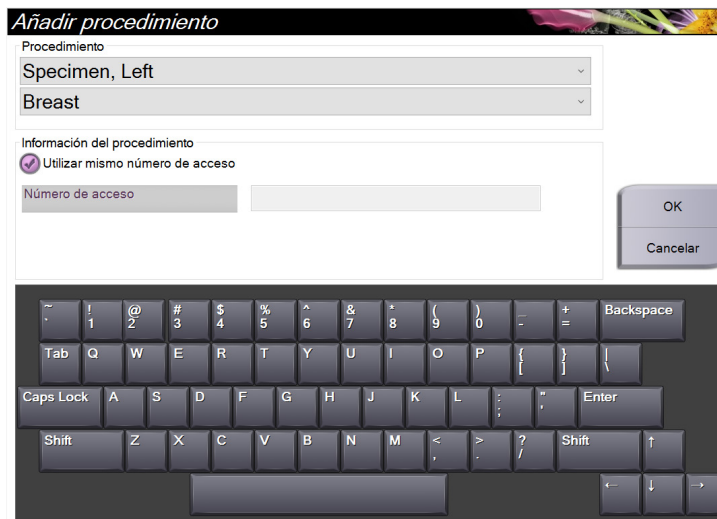 Añadir procedimiento
Procedimiento
Specimen, Left
Breast
Información del procedimiento
Utilizar mismo número de acceso
Número de acceso
OK
Cancelar
~ ! @ # $ % ^ & * ( ) _ + Backspace
` 1 2 3 4 5 6 7 8 9 0 - =
Tab Q W E R T Y U I O P { } |
[ ] \
Caps Lock A S D F G H J K L : " Enter
; '
Shift Z X C V B N M < > ? Shift ↑
, . /
← ↓ →